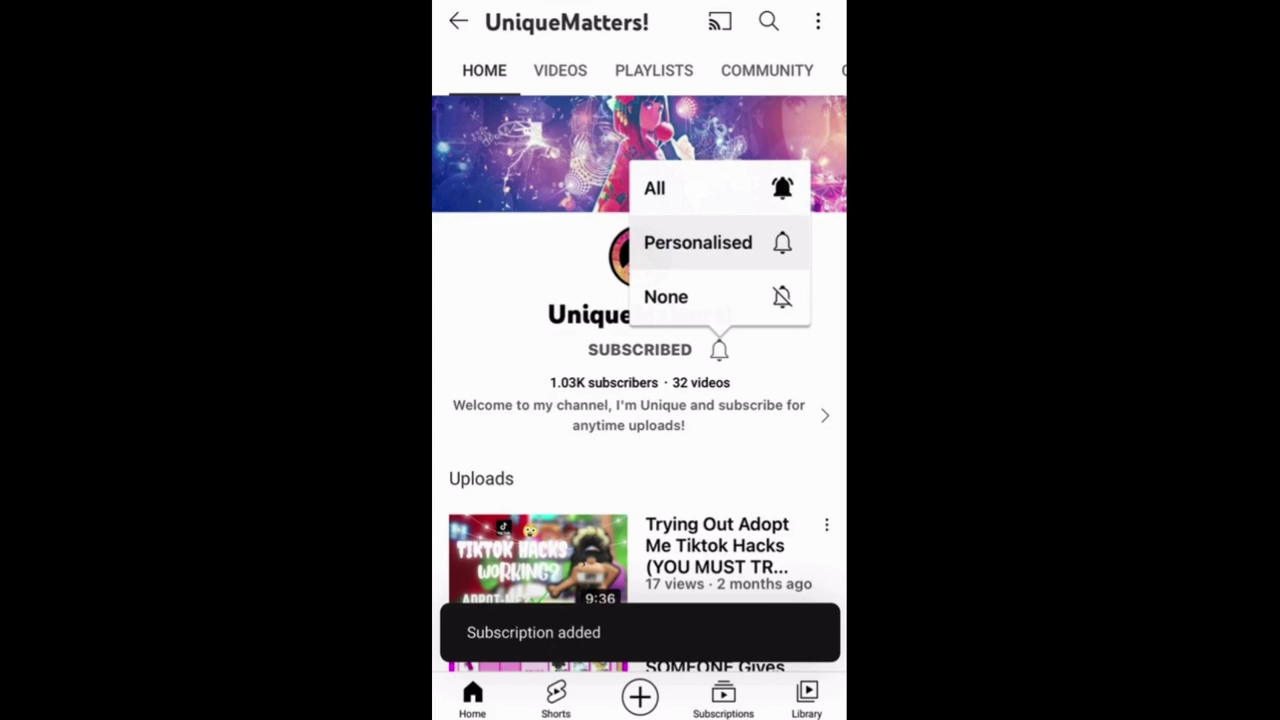 UniqueMatters!
HOME VIDEOS PLAYLISTS COMMUNITY
All
Personalised
None
Unique
SUBSCRIBED
1.03K subscribers · 32 videos
Welcome to my channel, I'm Unique and subscribe for
anytime uploads!
Uploads
Trying Out Adopt
Me Tiktok Hacks
(YOU MUST TR...
17 views · 2 months ago
TIKTOK HACKS
WORKING?
ADPOT-ME
9:36
Subscription added
SOMEONE Gives
Home Shorts Subscriptions Library